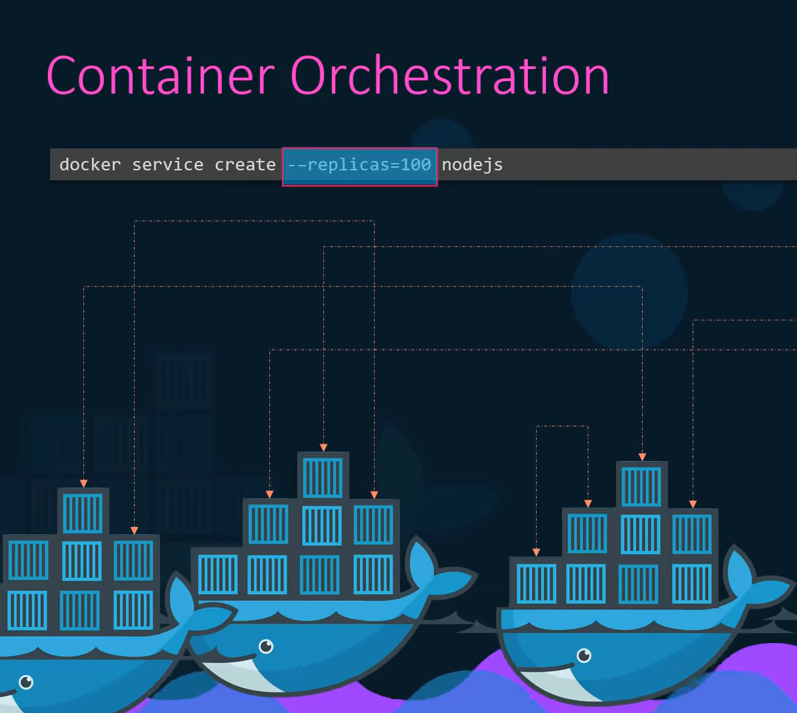 Container Orchestration
docker service create --replicas=100 nodejs